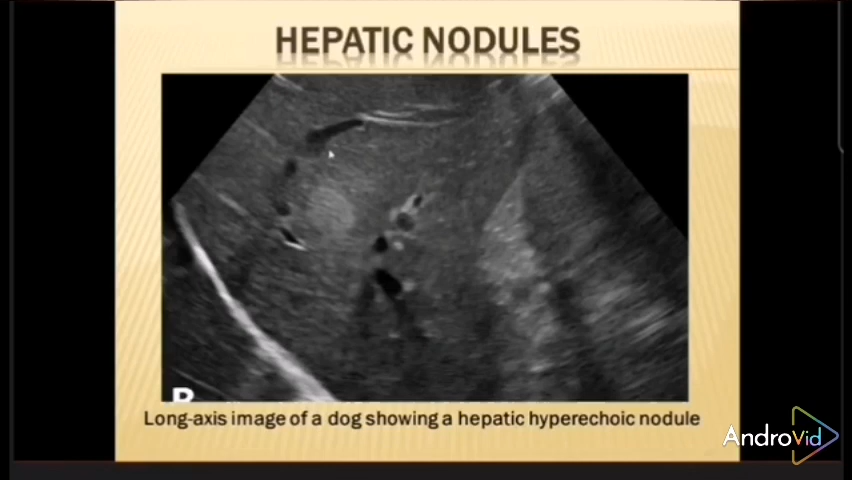 HEPATIC NODULES
Long-axis image of a dog showing a hepatic hyperechoic nodule
AndroVid